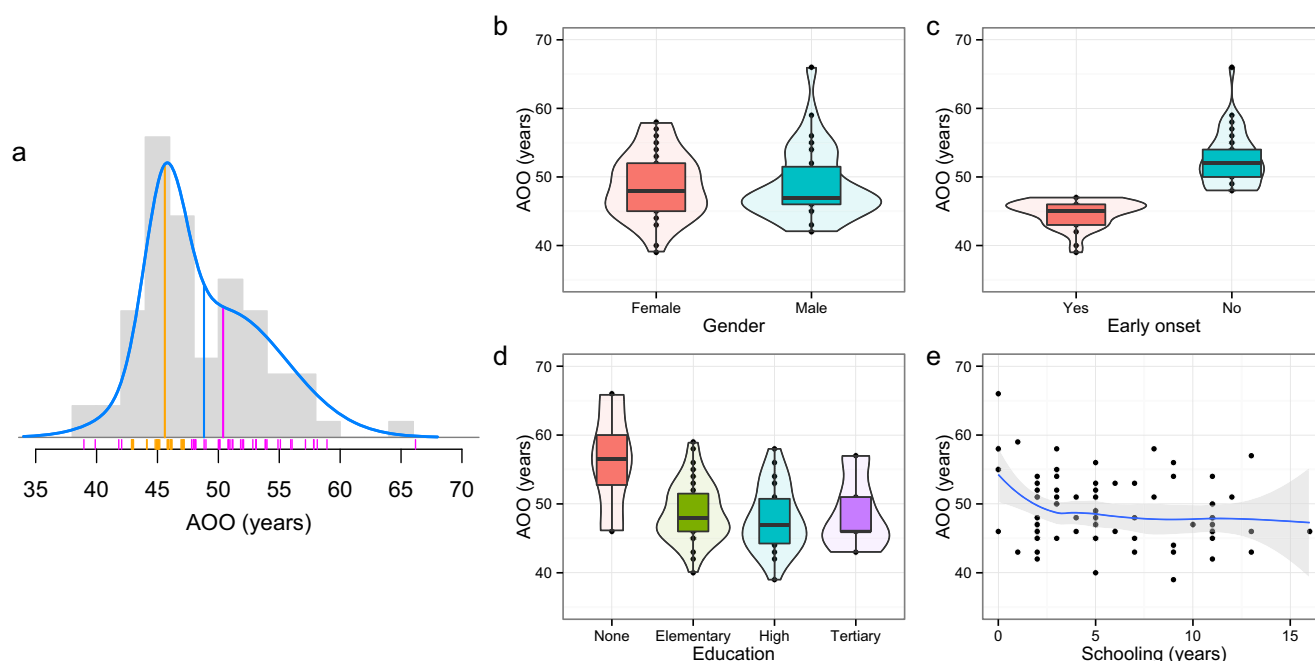 a
35 40 45 50 55 60 65 70
AOO (years)
b
AOO (years)
70
60
50
40
Female Male
Gender
c
AOO (years)
70
60
50
40
Yes No
Early onset
d
AOO (years)
70
60
50
40
None Elementary High Tertiary
Education
e
AOO (years)
70
60
50
40
0 5 10 15
Schooling (years)